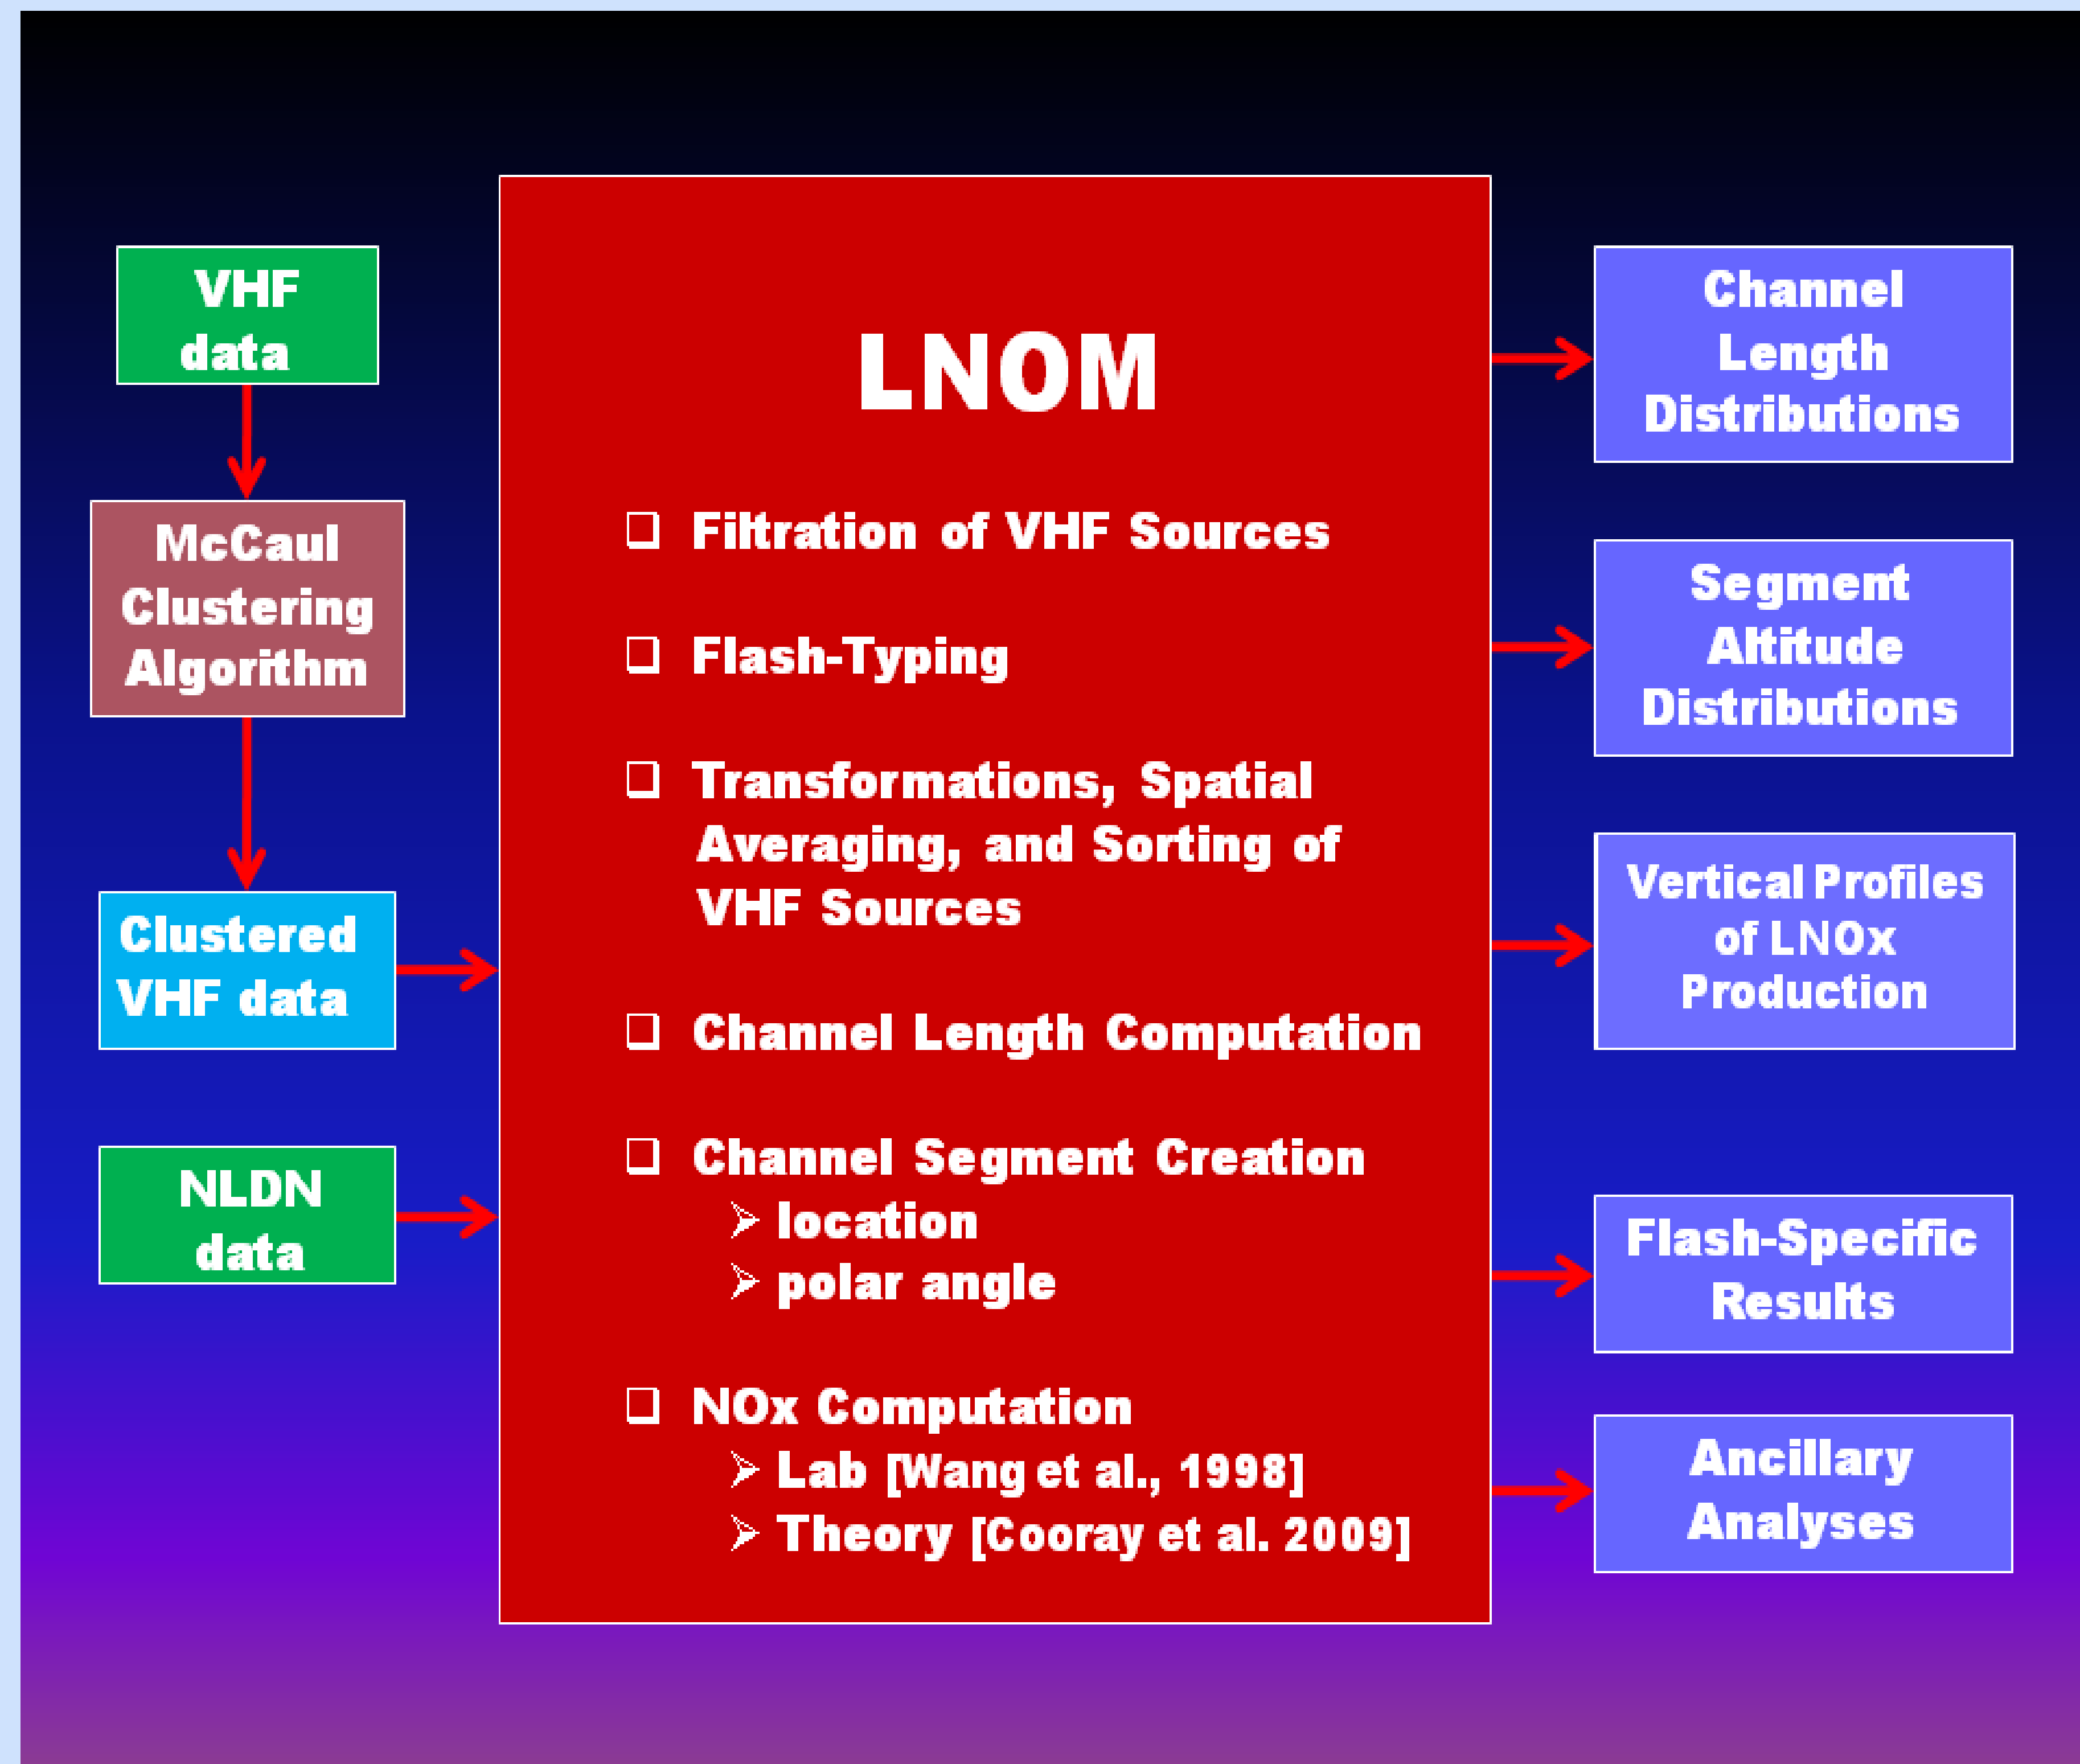 VHF
data
McCaul
Clustering
Algorithm
Clustered
VHF data
NLDN
data
LNOM
Filtration of VHF Sources
Flash-Typing
Transformations, Spatial
Averaging, and Sorting of
VHF Sources
Channel Length Computation
Channel Segment Creation
location
polar angle
NOx Computation
Lab [Wang et al., 1998]
Theory [Cooray et al. 2009]
Channel
Length
Distributions
Segment
Altitude
Distributions
Vertical Profiles
of LNOx
Production
Flash-Specific
Results
Ancillary
Analyses